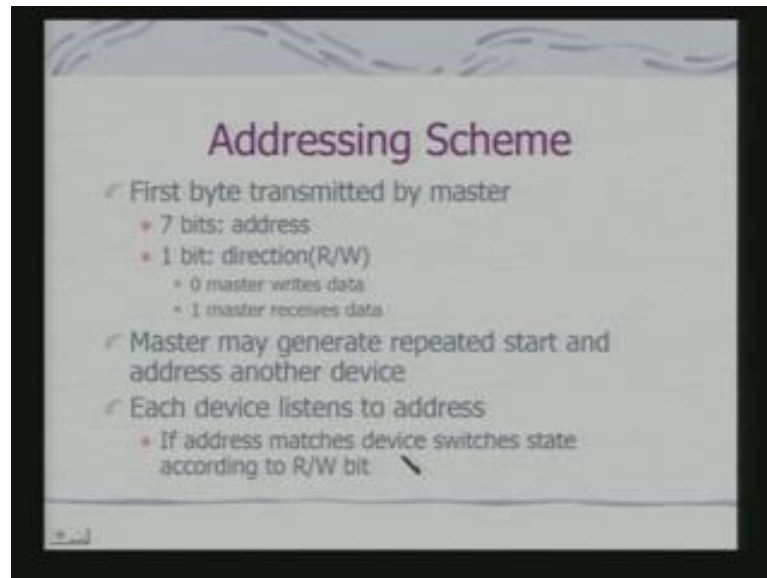 Addressing Scheme
First byte transmitted by master
7 bits: address
1 bit: direction(R/W)
0 master writes data
1 master receives data
Master may generate repeated start and
address another device
Each device listens to address
If address matches device switches state
according to R/W bit